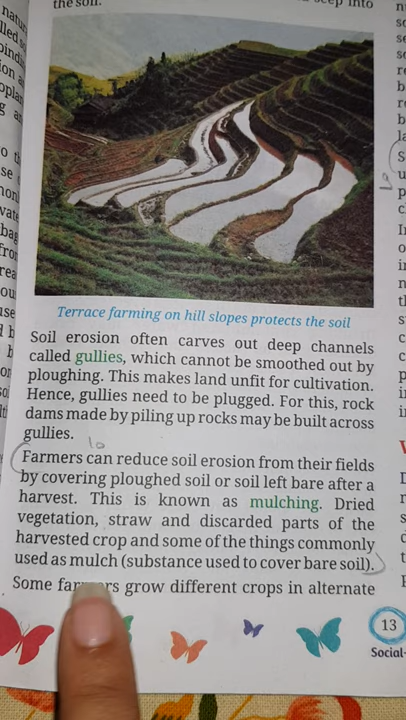 the soil.
Terrace farming on hill slopes protects the soil
Soil erosion often carves out deep channels
called gullies, which cannot be smoothed out by
ploughing. This makes land unfit for cultivation.
Hence, gullies need to be plugged. For this, rock
dams made by piling up rocks may be built across
gullies.
10
Farmers can reduce soil erosion from their fields
by covering ploughed soil or soil left bare after a
harvest. This is known as mulching. Dried
vegetation, straw and discarded parts of the
harvested crop and some of the things commonly
used as mulch (substance used to cover bare soil).
Some farmers grow different crops in alternate
13
Social-